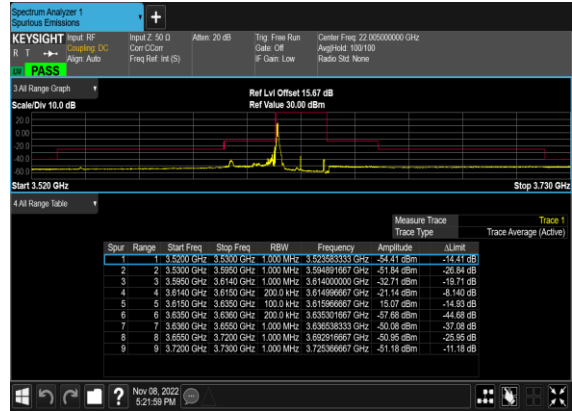 Spectrum Analyzer 1
Spurious Emissions
KEYSIGHT Input: RF Input Z: 50 Ω Atten: 20 dB Trig: Free Run Center Freq: 22.005000000 GHz
R T Coupling: DC Corr CCorr Gate: Off Avg|Hold: 100/100
Align: Auto Freq Ref: Int (S) IF Gain: Low Radio Std: None
PASS
3 All Range Graph
Ref Lvl Offset 15.67 dB
Scale/Div 10.0 dB Ref Value 30.00 dBm
20.0
0.00
-20.0
-40.0
-60.0
Start 3.520 GHz Stop 3.730 GHz
4 All Range Table
Measure Trace Trace 1
Trace Type Trace Average (Active)
Spur Range Start Freq Stop Freq RBW Frequency Amplitude ΔLimit
1 1 3.5200 GHz 3.5300 GHz 1.000 MHz 3.523583333 GHz -54.41 dBm -14.41 dB
2 2 3.5300 GHz 3.5950 GHz 1.000 MHz 3.594891667 GHz -51.84 dBm -26.84 dB
3 3 3.5950 GHz 3.6140 GHz 1.000 MHz 3.614000000 GHz -32.71 dBm -19.71 dB
4 4 3.6140 GHz 3.6150 GHz 200.0 kHz 3.614996667 GHz -21.14 dBm -8.140 dB
5 5 3.6150 GHz 3.6350 GHz 100.0 kHz 3.615966667 GHz 15.07 dBm -14.93 dB
6 6 3.6350 GHz 3.6360 GHz 200.0 kHz 3.635301667 GHz -57.68 dBm -44.68 dB
7 7 3.6360 GHz 3.6550 GHz 1.000 MHz 3.636538333 GHz -50.08 dBm -37.08 dB
8 8 3.6550 GHz 3.7200 GHz 1.000 MHz 3.692916667 GHz -50.95 dBm -25.95 dB
9 9 3.7200 GHz 3.7300 GHz 1.000 MHz 3.725366667 GHz -51.18 dBm -11.18 dB
Nov 08, 2022
5:21:59 PM